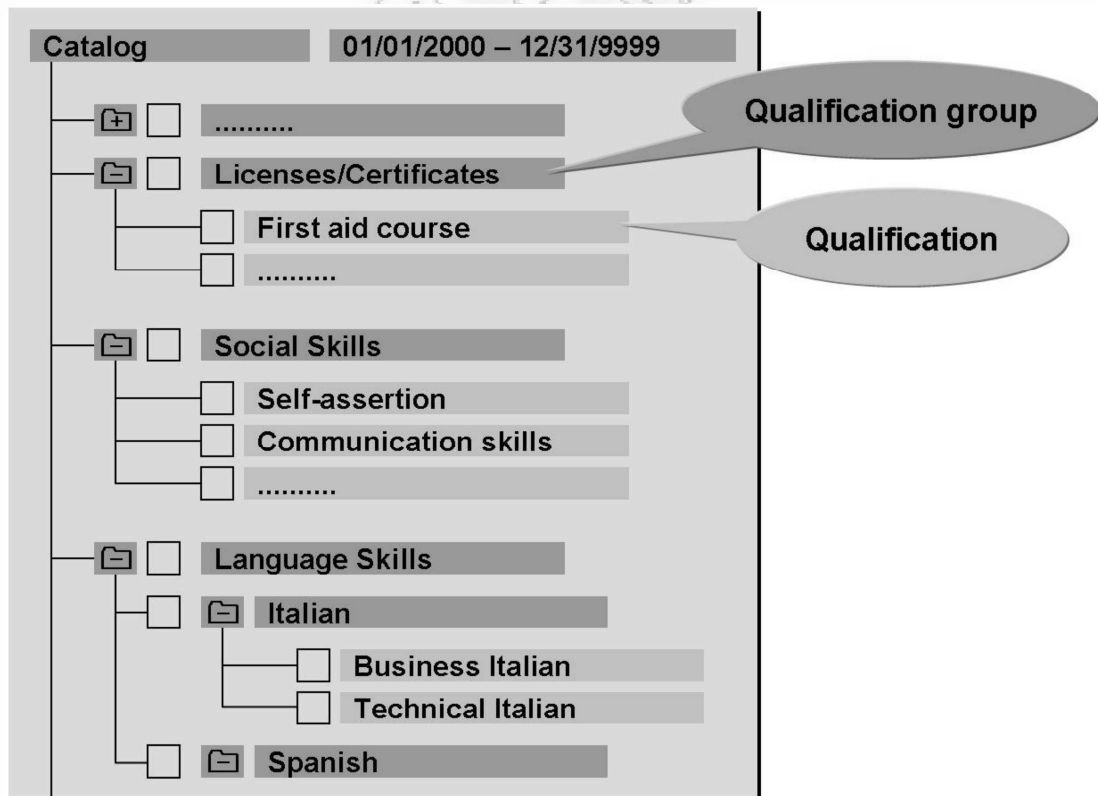 Catalog 01/01/2000 – 12/31/9999
..........
Qualification group
Licenses/Certificates
First aid course
Qualification
..........
Social Skills
Self-assertion
Communication skills
..........
Language Skills
Italian
Business Italian
Technical Italian
Spanish